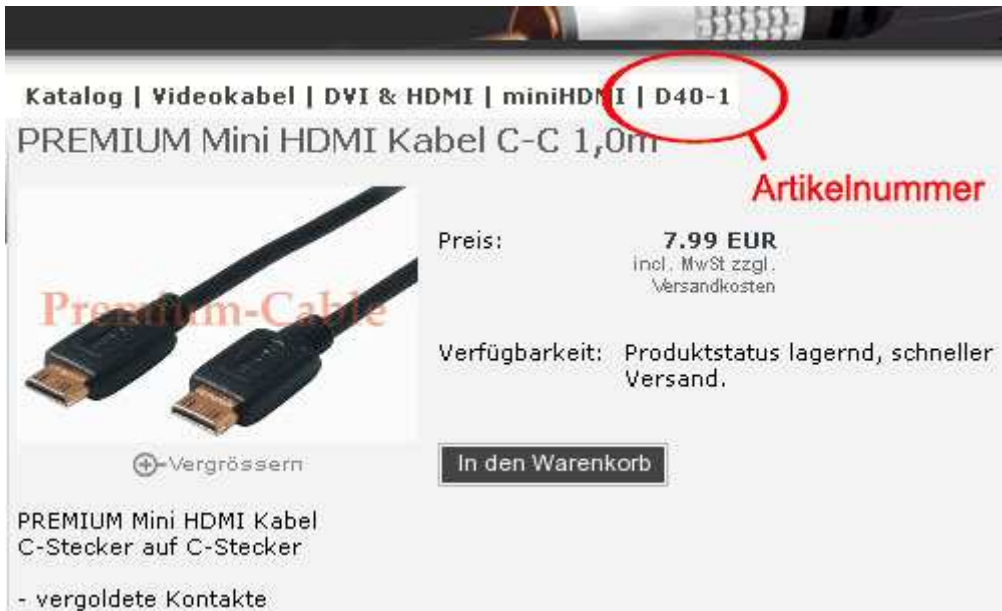 Katalog | Videokabel | DVI & HDMI | miniHDMI | D40-1
PREMIUM Mini HDMI Kabel C-C 1,0m
Artikelnummer
Preis:
7.99 EUR
incl. MwSt zzgl.
Versandkosten
Premium-Cable
Verfügbarkeit:
Produktstatus lagernd, schneller
Versand.
Vergrössern
In den Warenkorb
PREMIUM Mini HDMI Kabel
C-Stecker auf C-Stecker
- vergoldete Kontakte